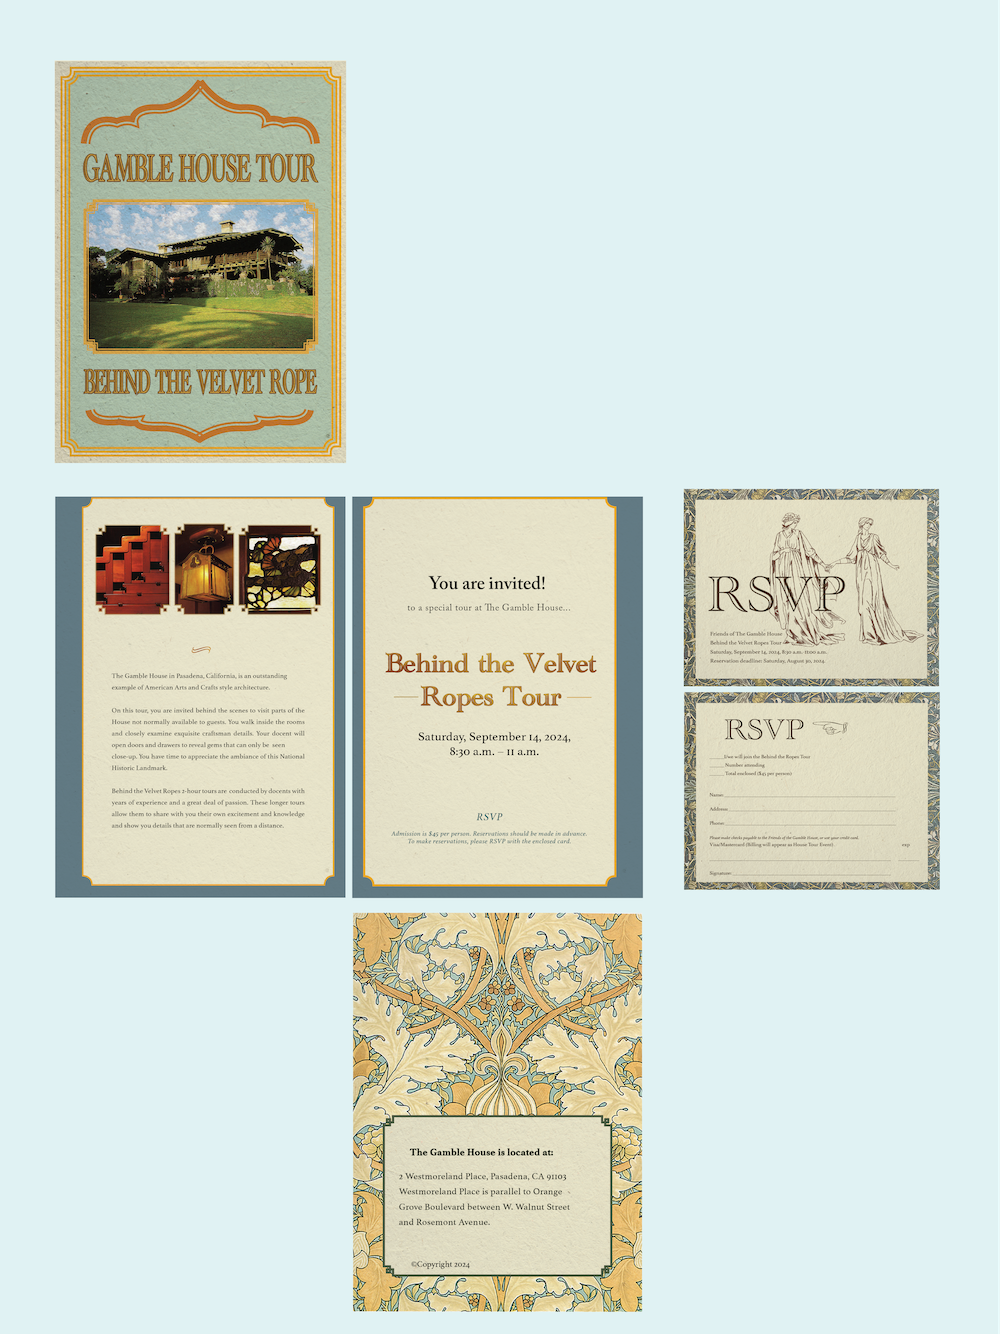 GAMBLE HOUSE TOUR
BEHIND THE VELVET ROPE
The Gamble House in Pasadena, California, is an outstanding
example of American Arts and Crafts style architecture.
On this tour, you are invited behind the scenes to visit parts of the
House not normally available to guests. You walk inside the rooms
and closely examine exquisite craftsman details. Your docent will
open doors and drawers to reveal gems that can only be seen
close-up. You have time to appreciate the ambiance of this National
Historic Landmark.
Behind the Velvet Ropes 2-hour tours are conducted by docents with
years of experience and a great deal of passion. These longer tours
allow them to share with you their own excitement and knowledge
and show you details that are normally seen from a distance.
You are invited!
to a special tour at The Gamble House...
Behind the Velvet
Ropes Tour
Saturday, September 14, 2024,
8:30 a.m. – 11 a.m.
RSVP
Admission is $45 per person. Reservations should be made in advance.
To make reservations, please RSVP with the enclosed card.
RSVP
Friends of The Gamble House
Behind the Velvet Ropes Tour
Saturday, September 14, 2024, 8:30 a.m. -11:00 a.m.
Reservation deadline: Saturday, August 30, 2024
RSVP
_____I/we will join the Behind the Ropes Tour
_____Number attending
_____Total enclosed ($45 per person)
Name:
Address:
Phone:
Please make checks payable to the Friends of the Gamble House, or use your credit card.
Visa/Mastercard (Billing will appear as House Tour Event) exp
Signature:
The Gamble House is located at:
2 Westmoreland Place, Pasadena, CA 91103
Westmoreland Place is parallel to Orange
Grove Boulevard between W. Walnut Street
and Rosemont Avenue.
©Copyright 2024